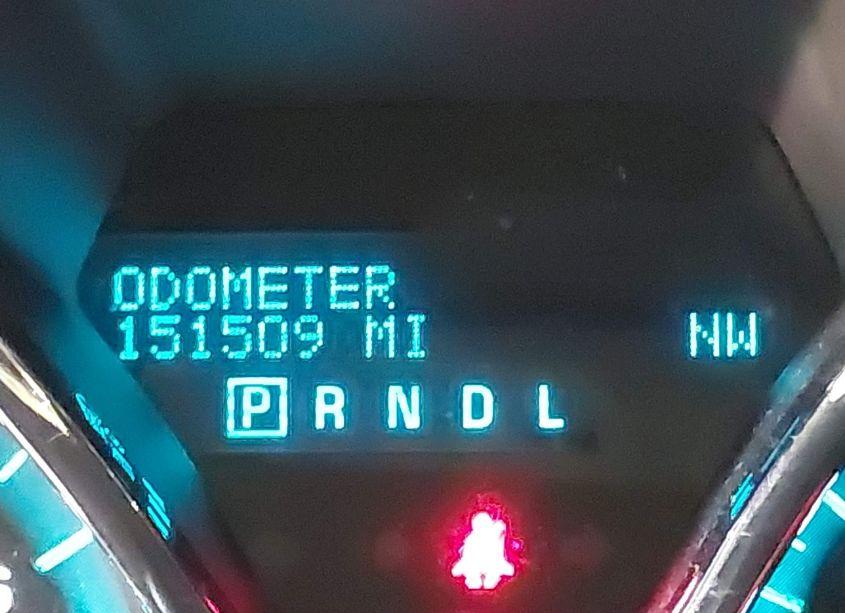 ODOMETER
151509 MI NW
P R N D L